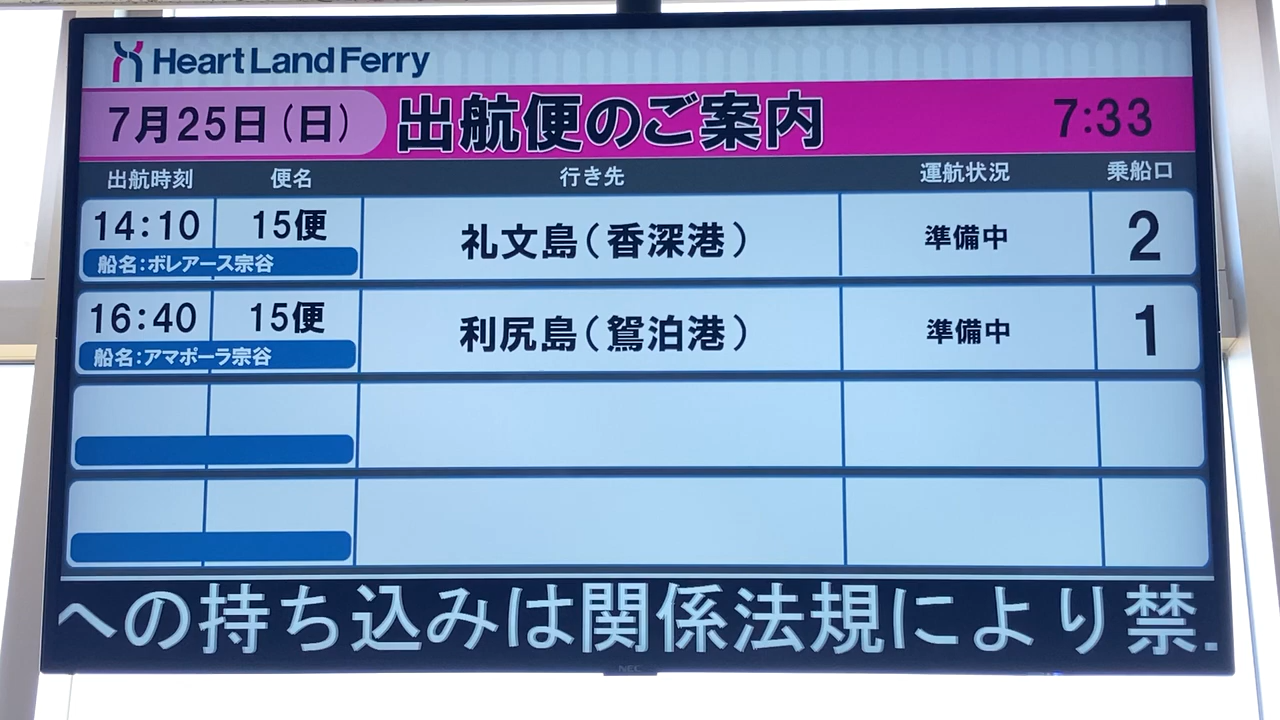 Heart Land Ferry
7月25日(日) 出航便のご案内 7:33
出航時刻 便名 行き先 運航状況 乗船口
14:10 15便 礼文島(香深港) 準備中 2
船名:ボレアース宗谷
16:40 15便 利尻島(鴛泊港) 準備中 1
船名:アマポーラ宗谷
への持ち込みは関係法規により禁
NEC